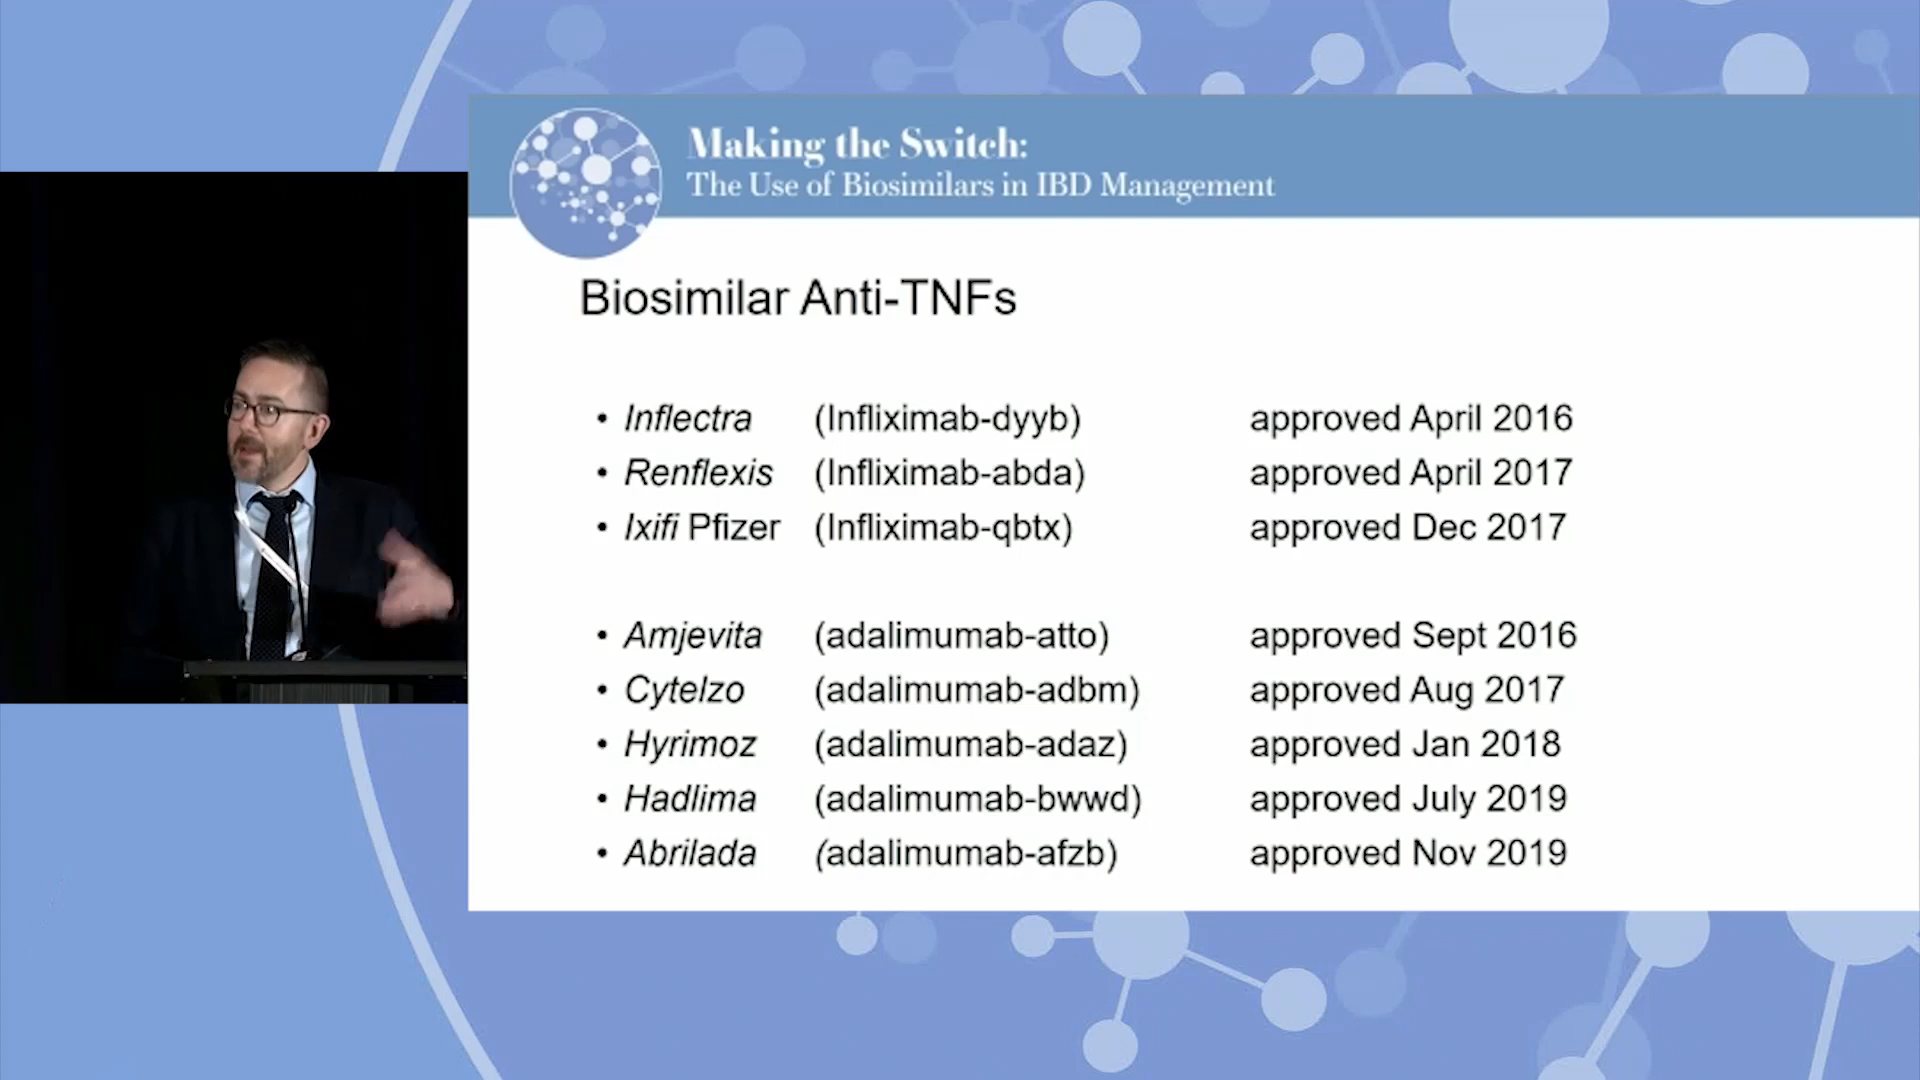 Making the Switch:
The Use of Biosimilars in IBD Management
Biosimilar Anti-TNFs
• Inflectra (Infliximab-dyyb) approved April 2016
• Renflexis (Infliximab-abda) approved April 2017
• Ixifi Pfizer (Infliximab-qbtx) approved Dec 2017
• Amjevita (adalimumab-atto) approved Sept 2016
• Cytelzo (adalimumab-adbm) approved Aug 2017
• Hyrimoz (adalimumab-adaz) approved Jan 2018
• Hadlima (adalimumab-bwwd) approved July 2019
• Abrilada (adalimumab-afzb) approved Nov 2019